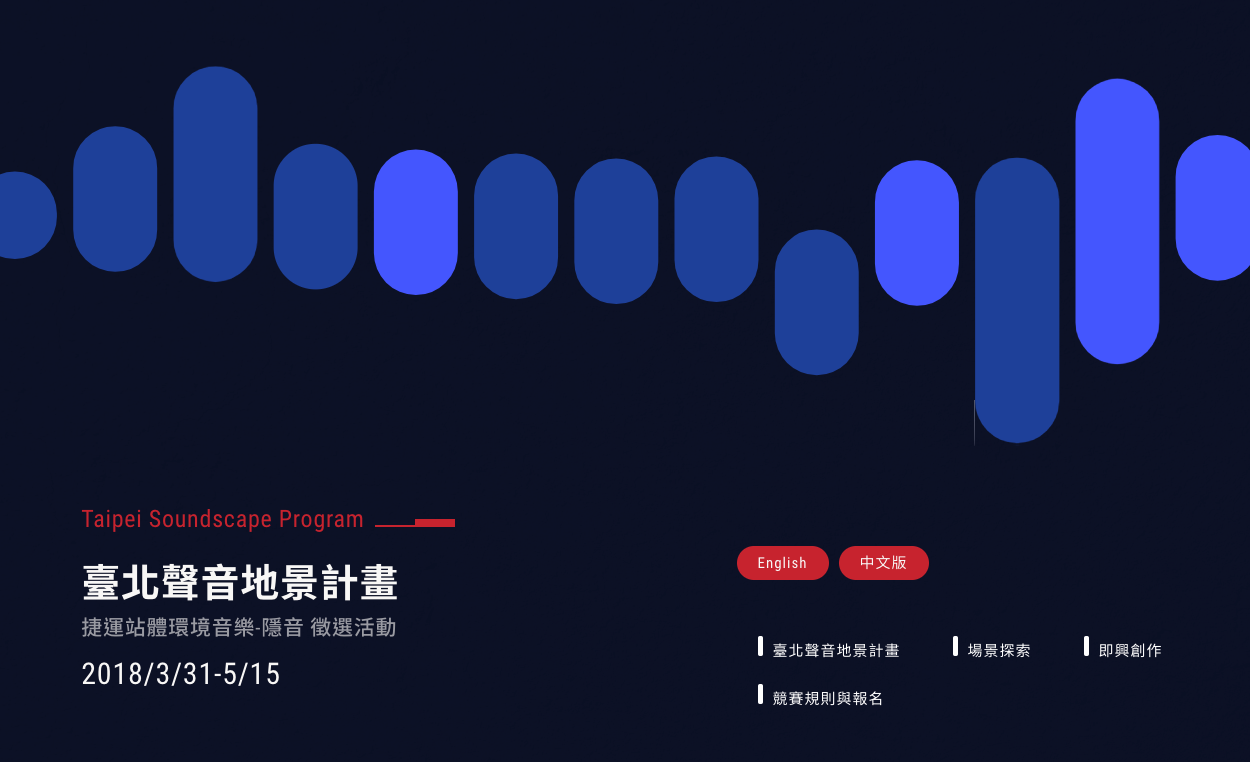 Taipei Soundscape Program
臺北聲音地景計畫
捷運站體環境音樂-隱音 徵選活動
2018/3/31-5/15
English
中文版
臺北聲音地景計畫
場景探索
即興創作
競賽規則與報名